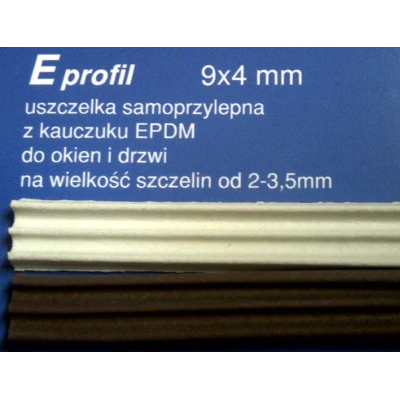 E profil 9x4 mm
uszczelka samoprzylepna
z kauczuku EPDM
do okien i drzwi
na wielkość szczelin od 2-3,5mm